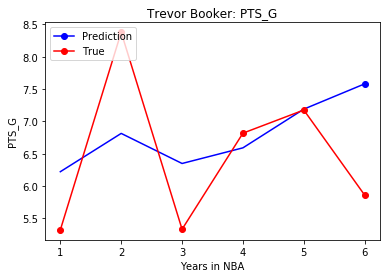 Trevor Booker: PTS_G
Prediction
True
PTS_G
8.5
8.0
7.5
7.0
6.5
6.0
5.5
1 2 3 4 5 6
Years in NBA